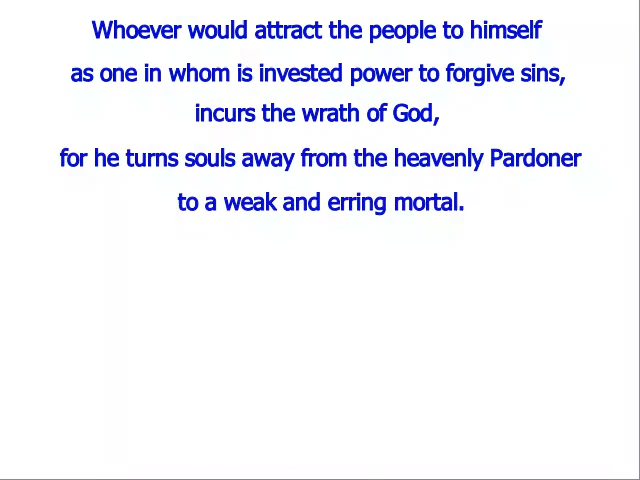 Whoever would attract the people to himself
as one in whom is invested power to forgive sins,
incurs the wrath of God,
for he turns souls away from the heavenly Pardoner
to a weak and erring mortal.